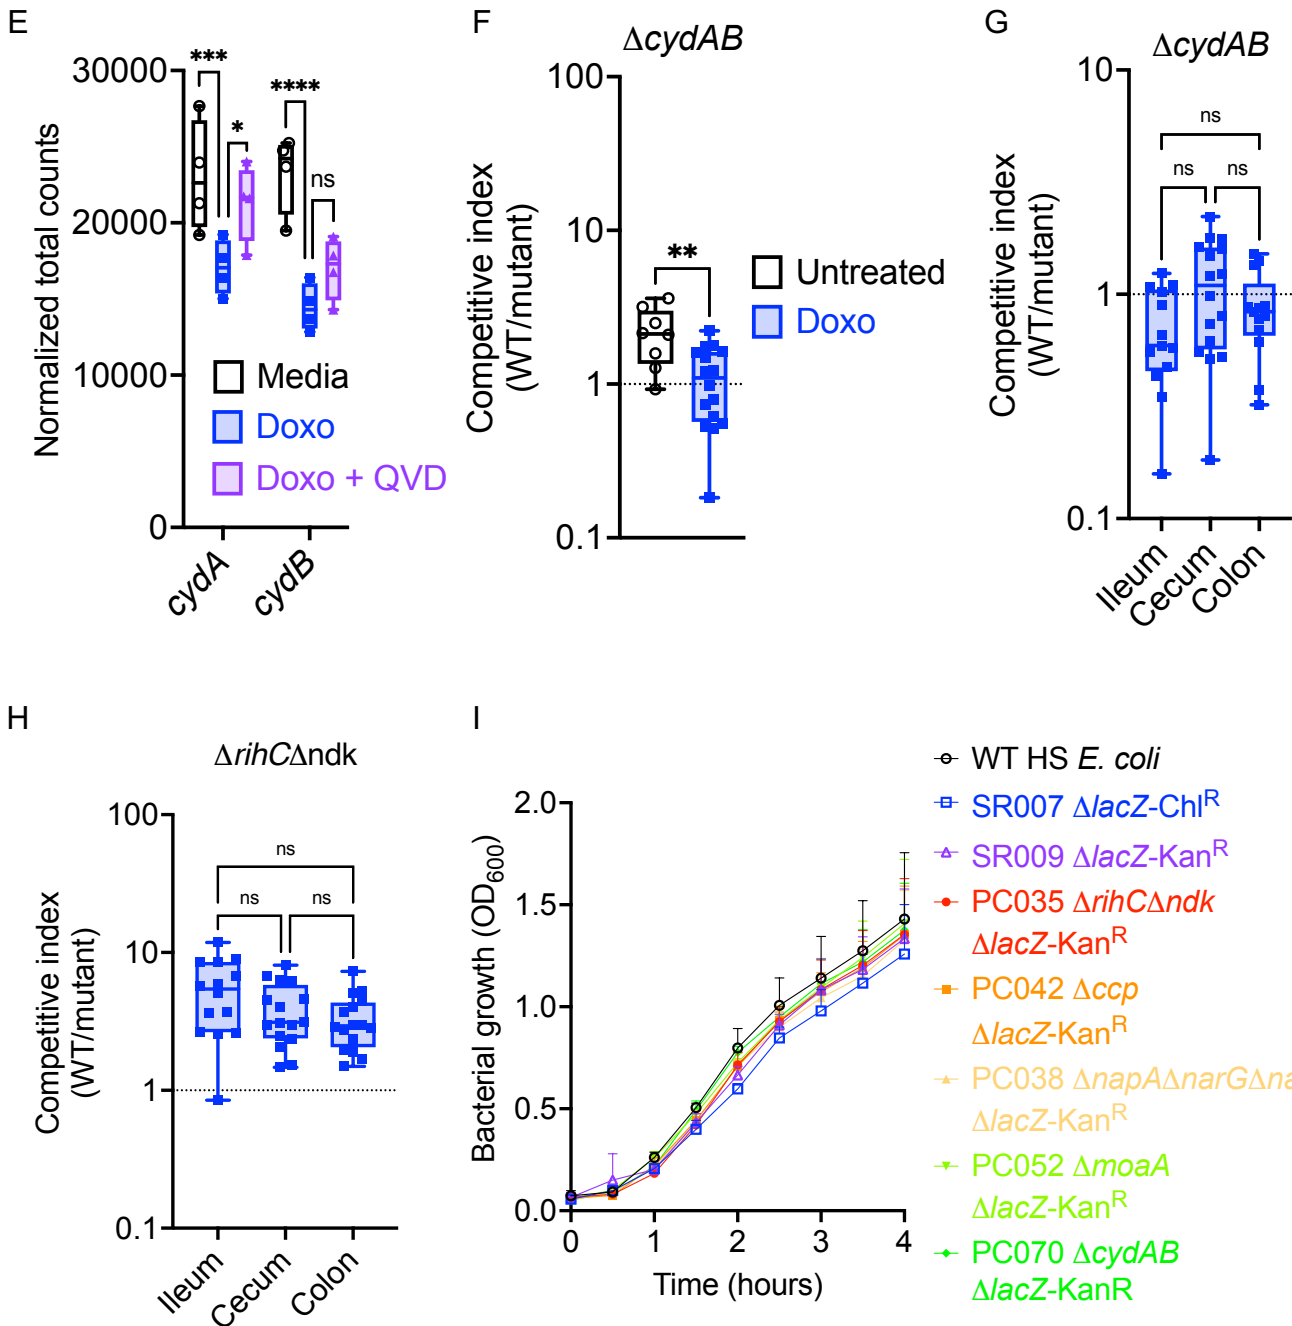 E
30000
20000
10000
0
Normalized total counts
***
*
****
ns
Media
Doxo
Doxo + QVD
cydA
cydB
F
ΔcydAB
100
10
1
0.1
Competitive index
(WT/mutant)
**
Untreated
Doxo
G
ΔcydAB
10
1
0.1
Competitive index
(WT/mutant)
ns
ns
ns
Ileum
Cecum
Colon
H
ΔrihCΔndk
100
10
1
0.1
Competitive index
(WT/mutant)
ns
ns
ns
Ileum
Cecum
Colon
I
2.0
1.5
1.0
0.5
0.0
Bacterial growth (OD600)
0 1 2 3 4
Time (hours)
WT HS E. coli
SR007 ΔlacZ-ChlR
SR009 ΔlacZ-KanR
PC035 ΔrihCΔndk
ΔlacZ-KanR
PC042 Δccp
ΔlacZ-KanR
PC038 ΔnapAΔnarGΔna
ΔlacZ-KanR
PC052 ΔmoaA
ΔlacZ-KanR
PC070 ΔcydAB
ΔlacZ-KanR